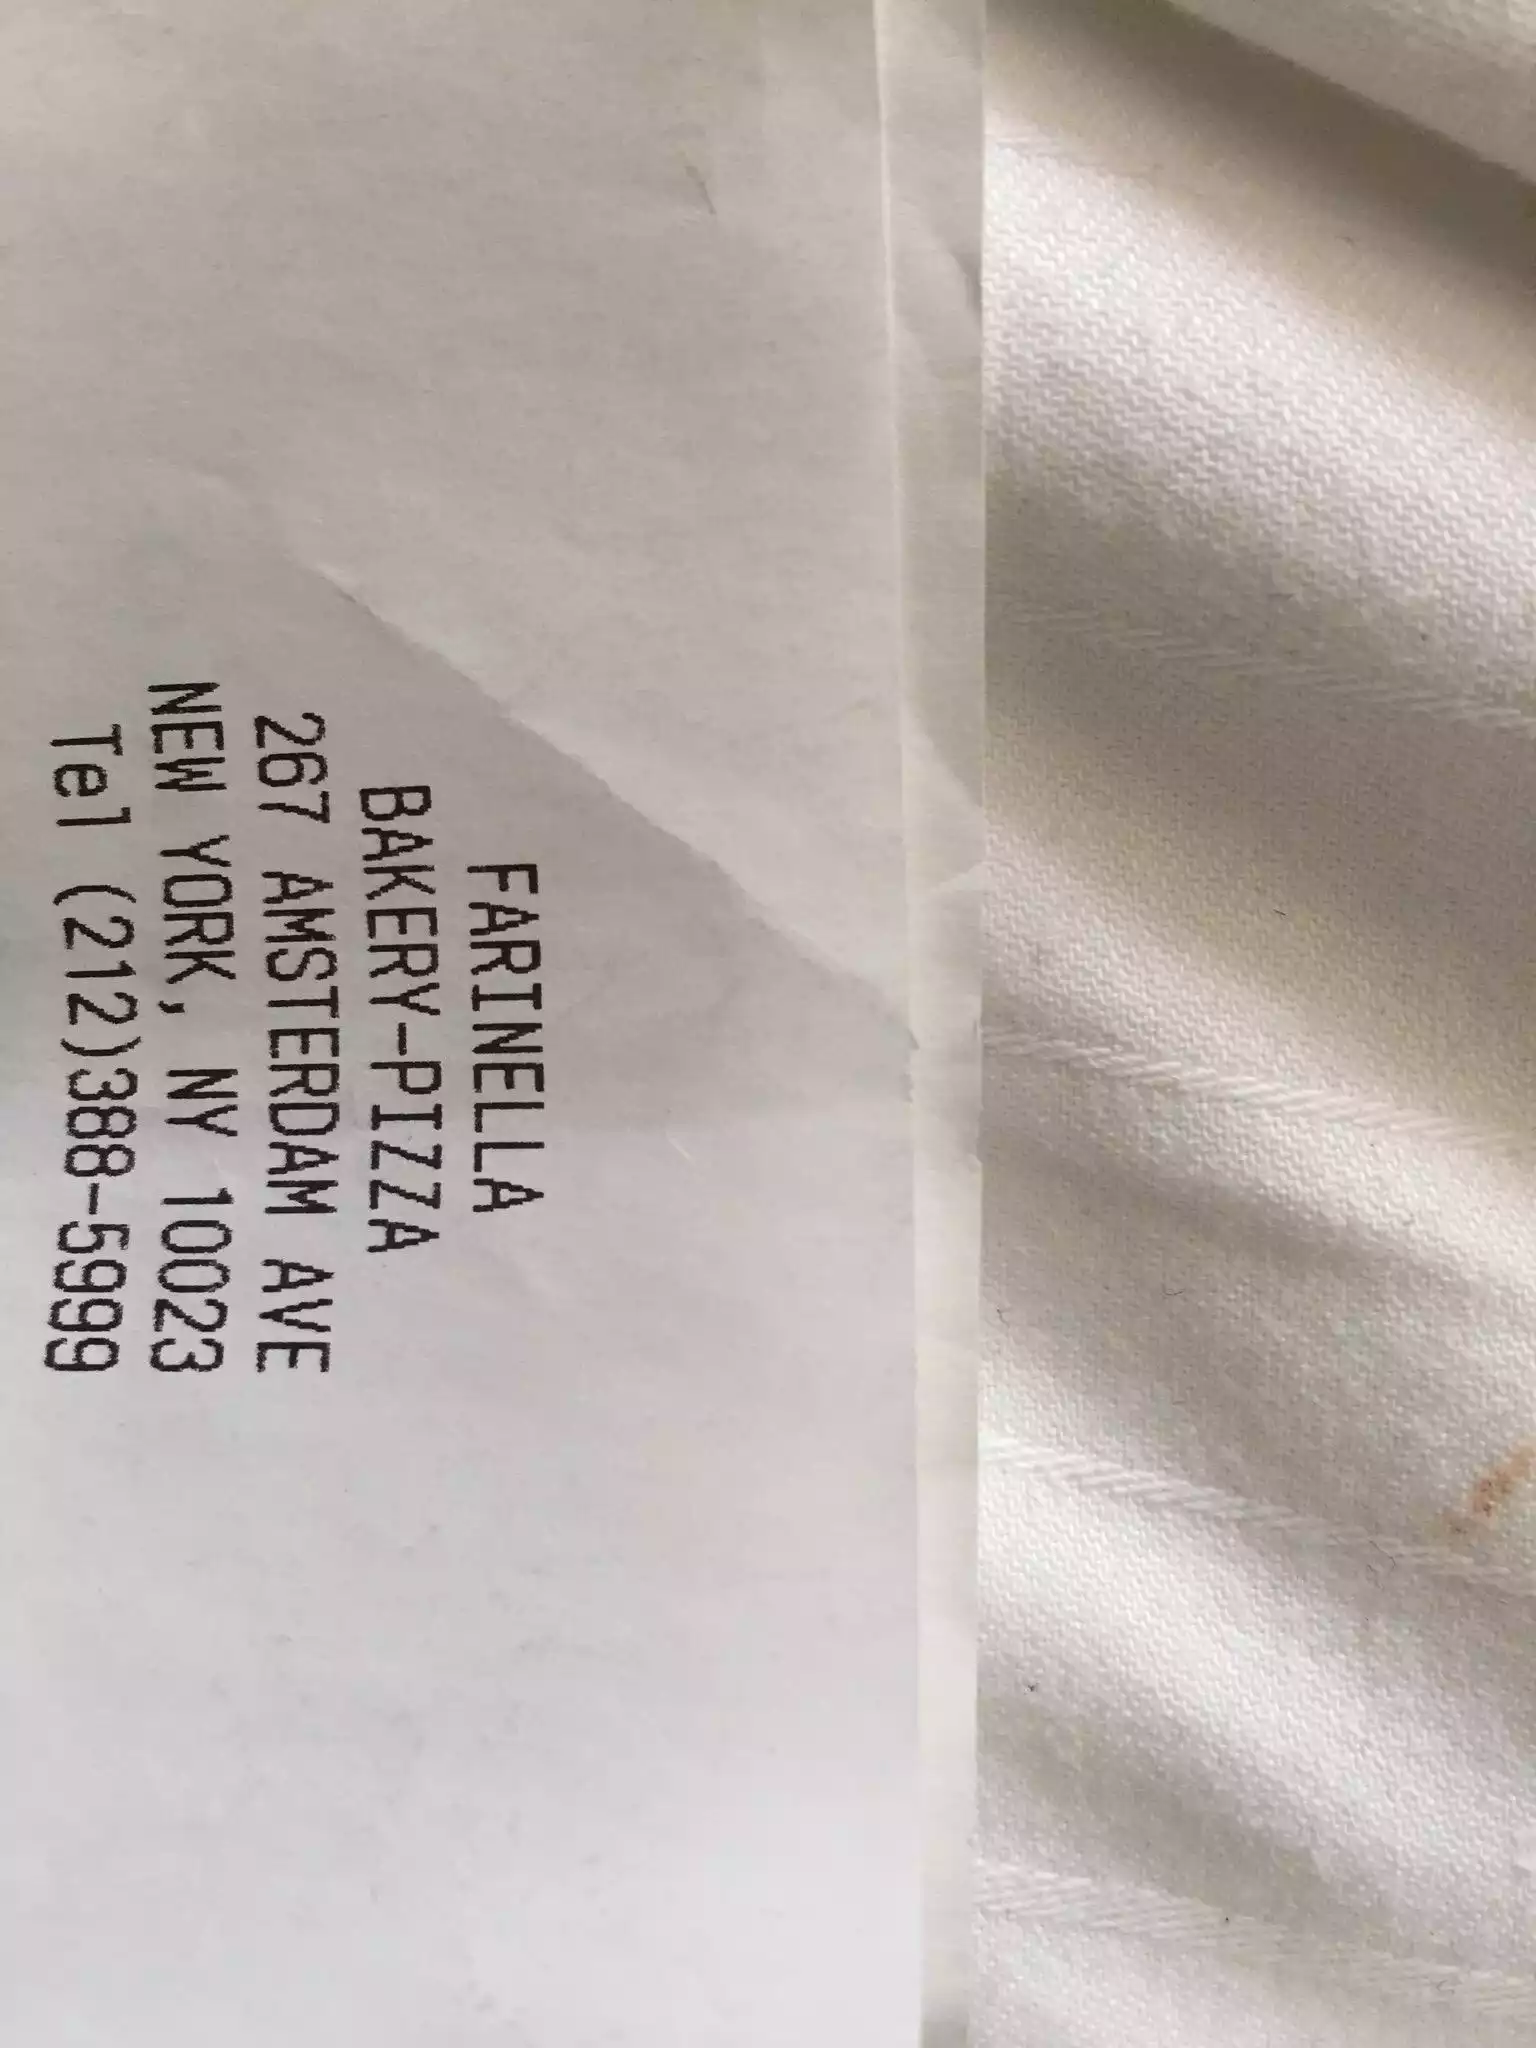 FARINELLA
BAKERY-PIZZA
267 AMSTERDAM AVE
NEW YORK, NY 10023
Tel (212)388-5999